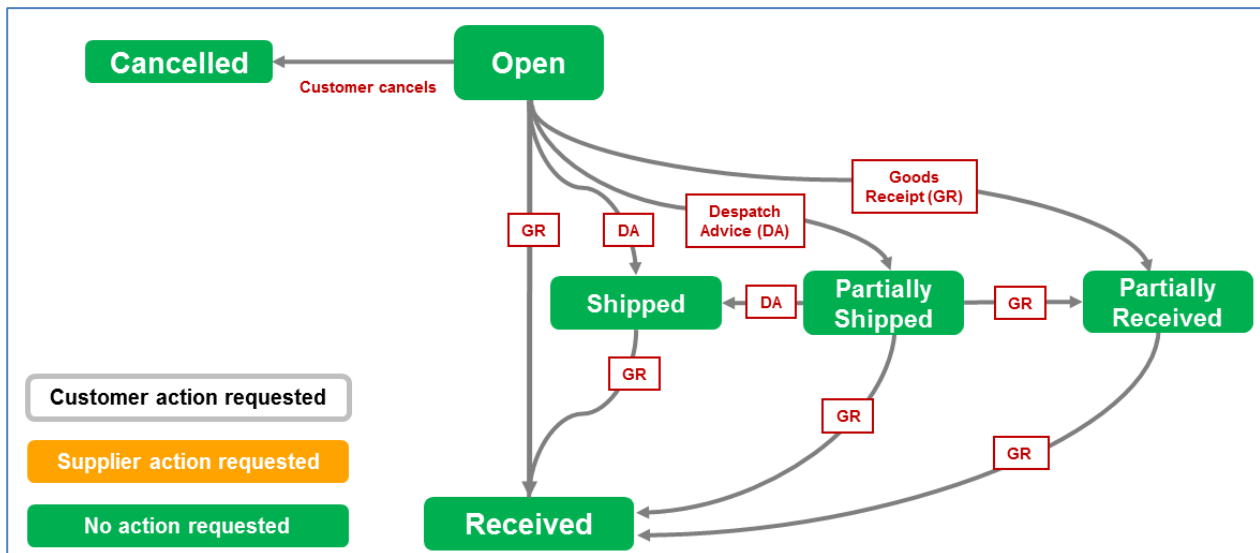 Cancelled
Open
Customer cancels
Goods
Receipt (GR)
Despatch
Advice (DA)
GR
DA
Shipped
DA
Partially
Shipped
GR
Partially
Received
GR
GR
GR
Customer action requested
Supplier action requested
No action requested
Received